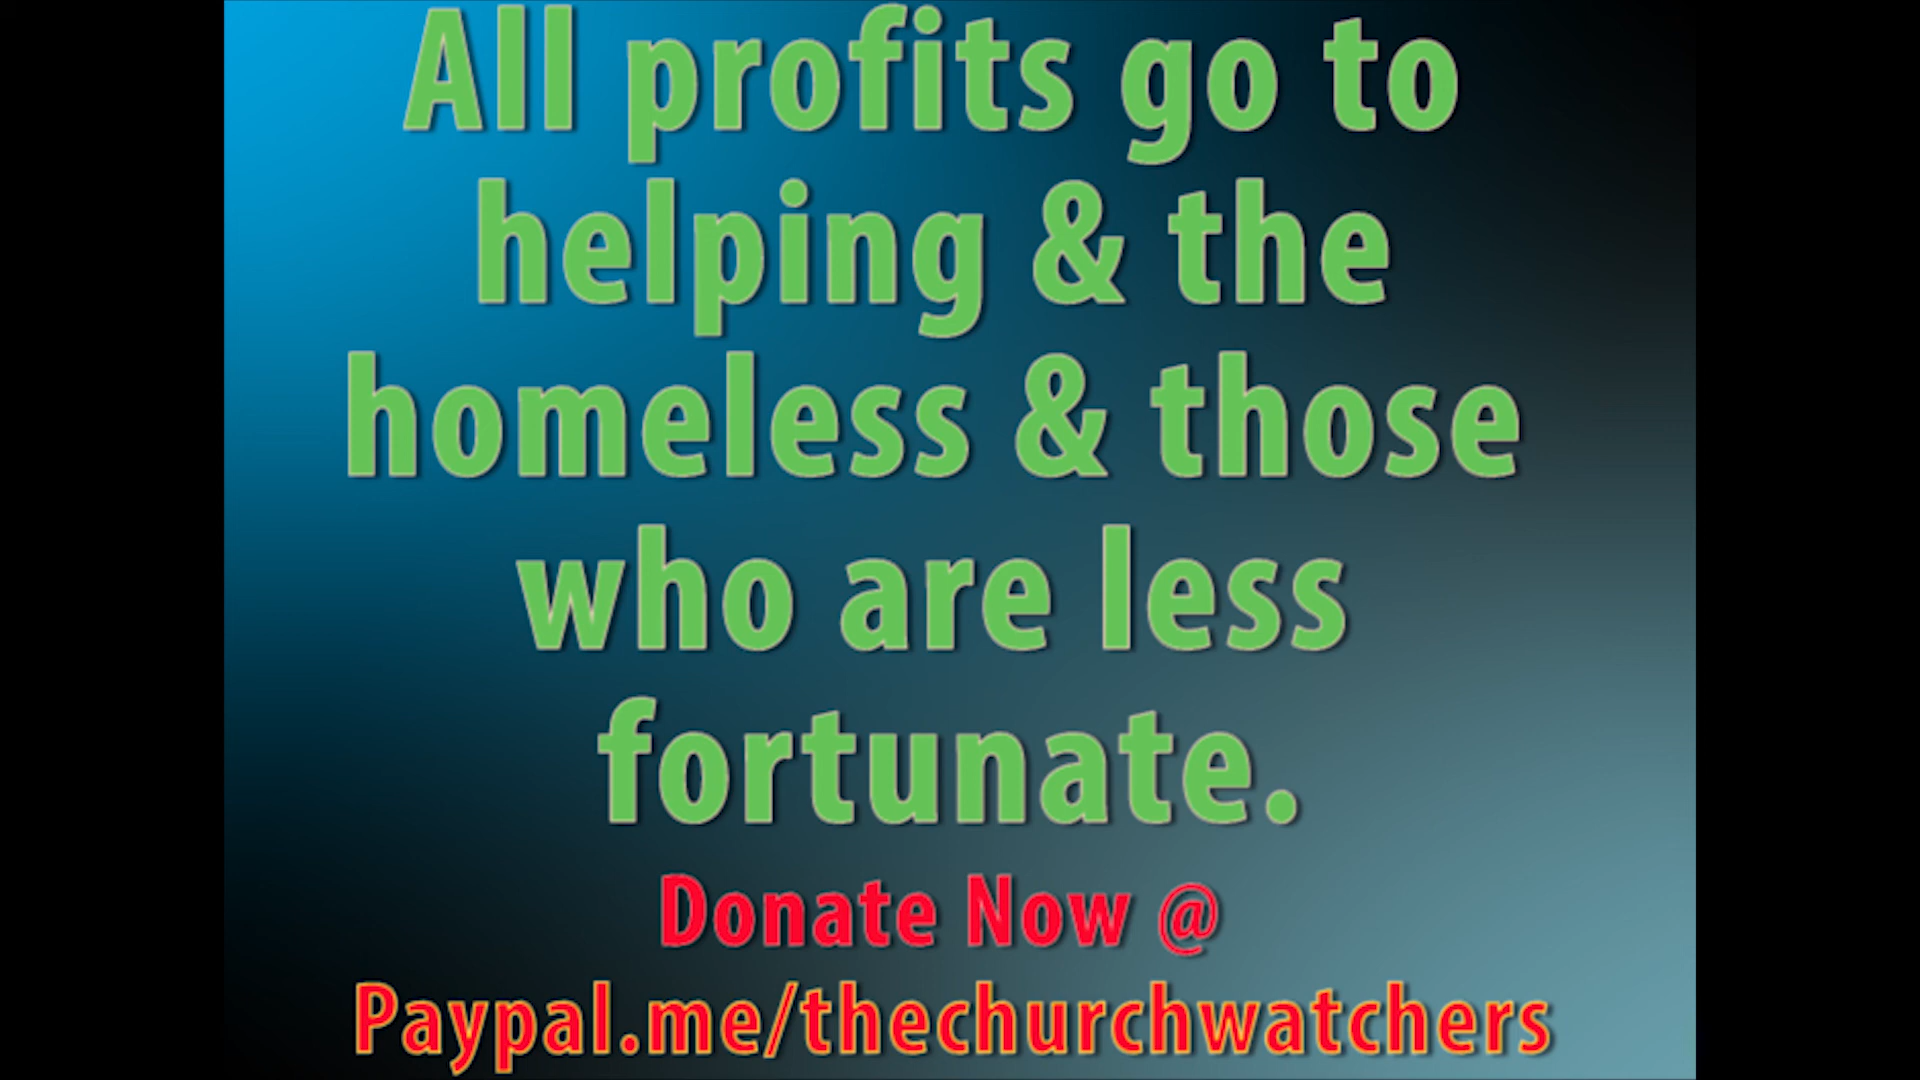 All profits go to
helping & the
homeless & those
who are less
fortunate.
Donate Now @
Paypal.me/thechurchwatchers